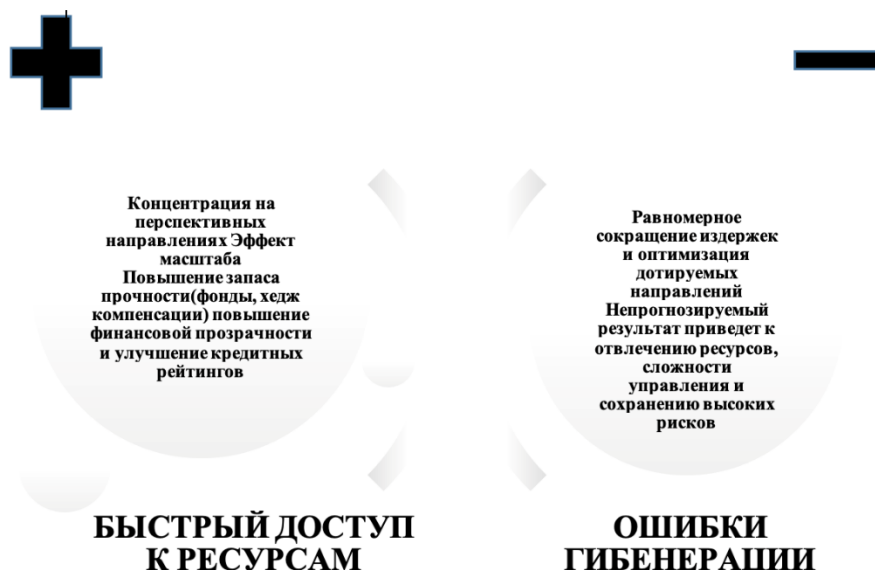 Концентрация на
перспективных
направлениях Эффект
масштаба
Повышение запаса
прочности(фонды, хедж
компенсации) повышение
финансовой прозрачности
и улучшение кредитных
рейтингов
Равномерное
сокращение издержек
и оптимизация
дотируемых
направлений
Непрогнозируемый
результат приведет к
отвлечению ресурсов,
сложности
управления и
сохранению высоких
рисков
БЫСТРЫЙ ДОСТУП
К РЕСУРСАМ
ОШИБКИ
ГИБЕНЕРАЦИИ